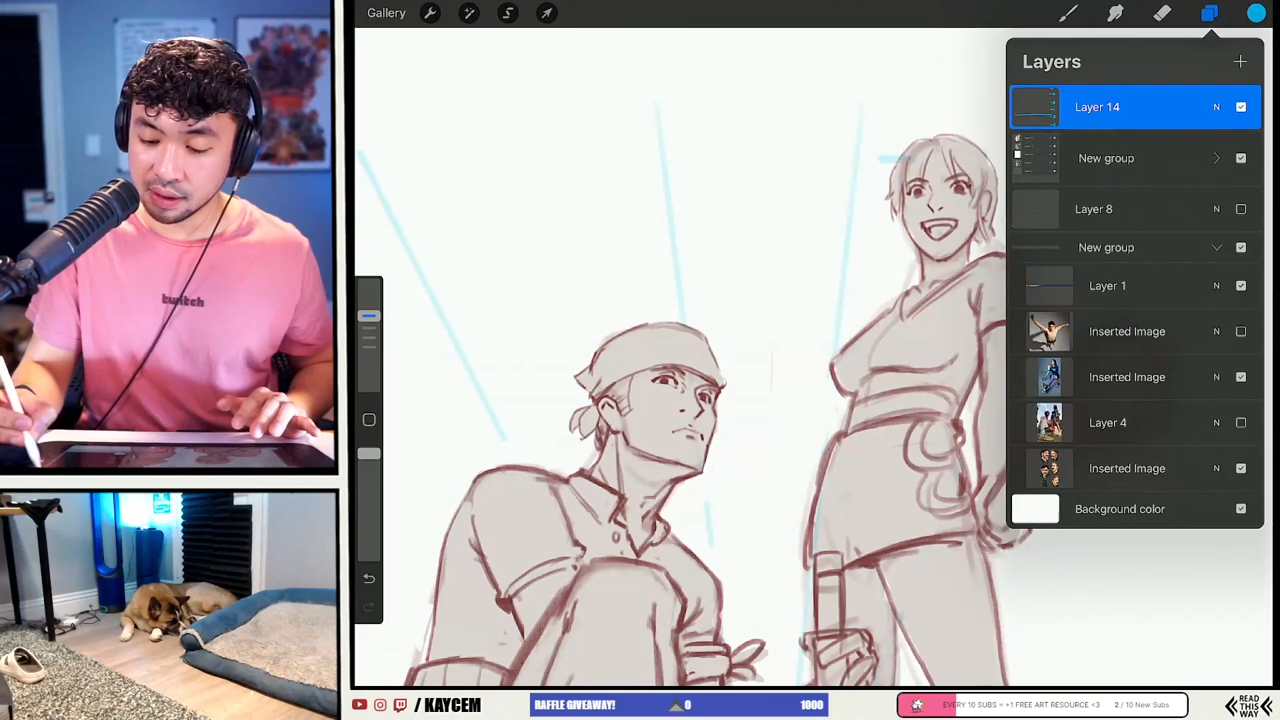 Gallery
Layers
Layer 14 N
New group
Layer 8 N
New group
Layer 1 N
Inserted Image N
Inserted Image N
Layer 4 N
Inserted Image N
Background color
twitch
/ KAYCEM
RAFFLE GIVEAWAY! 0 1000
EVERY 10 SUBS = +1 FREE ART RESOURCE <3 2 / 10 New Subs
READ
THIS
WAY